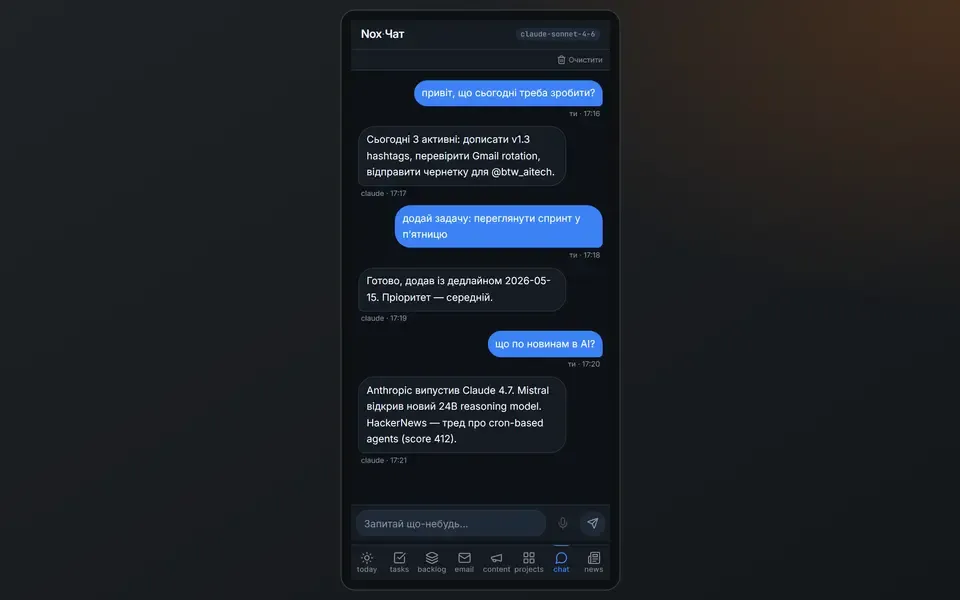 Nox·Чат
claude-sonnet-4-6
Очистити
привіт, що сьогодні треба зробити?
ти · 17:16
Сьогодні 3 активні: дописати v1.3
hashtags, перевірити Gmail rotation,
відправити чернетку для @btw_aitech.
claude · 17:17
додай задачу: переглянути спринт у
п'ятницю
ти · 17:18
Готово, додав із дедлайном 2026-05-
15. Пріоритет — середній.
claude · 17:19
що по новинам в AI?
ти · 17:20
Anthropic випустив Claude 4.7. Mistral
відкрив новий 24B reasoning model.
HackerNews — тред про cron-based
agents (score 412).
claude · 17:21
Запитай що-небудь...
today tasks backlog email content projects chat news